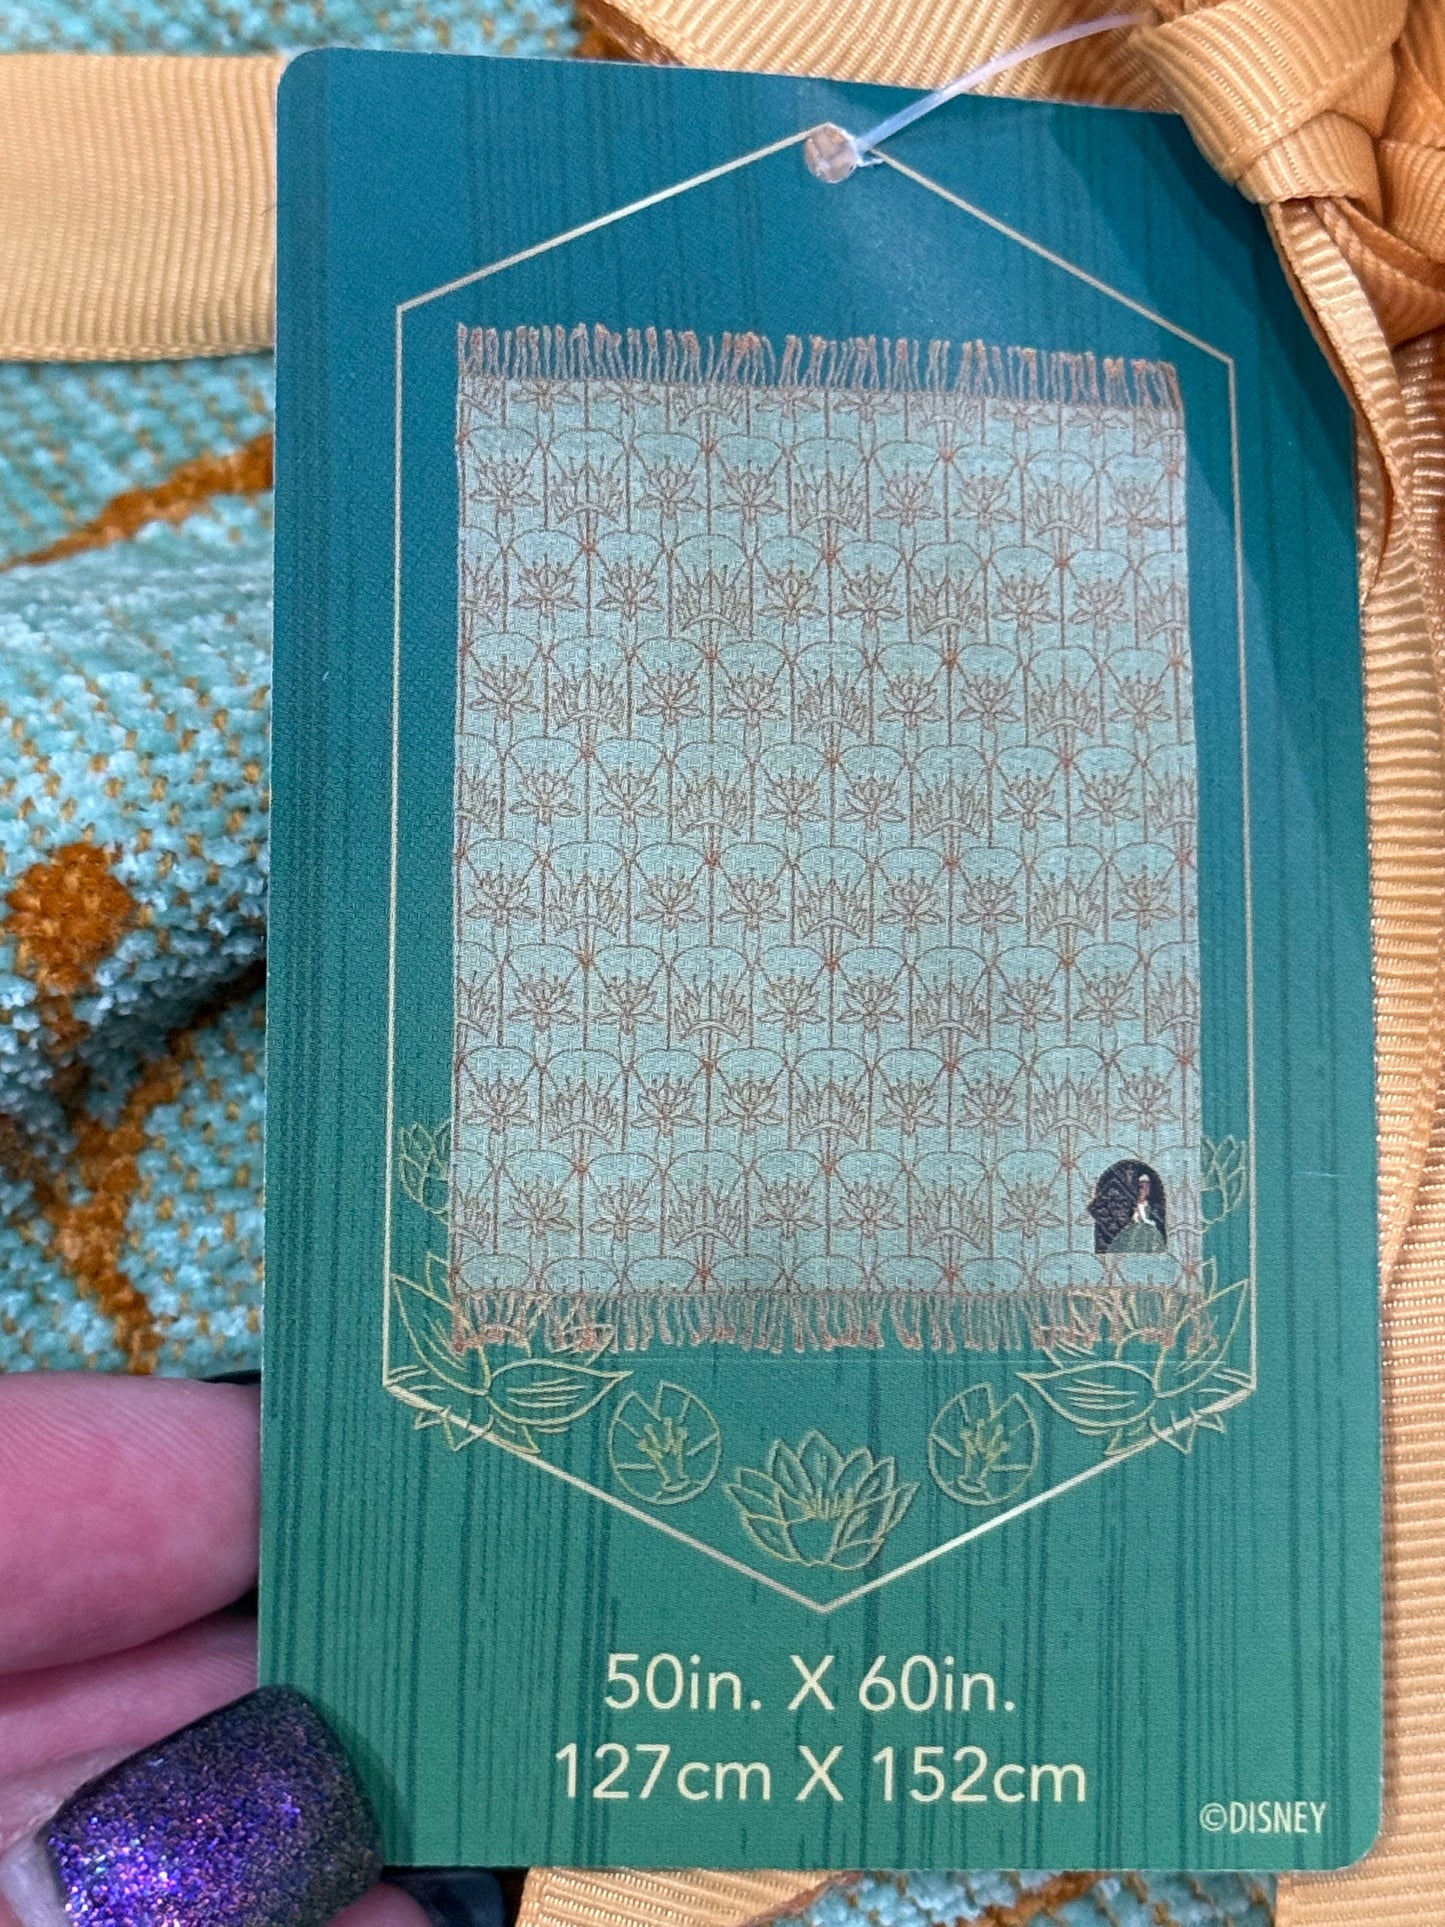 50in. X 60in.
127cm X 152cm
©DISNEY